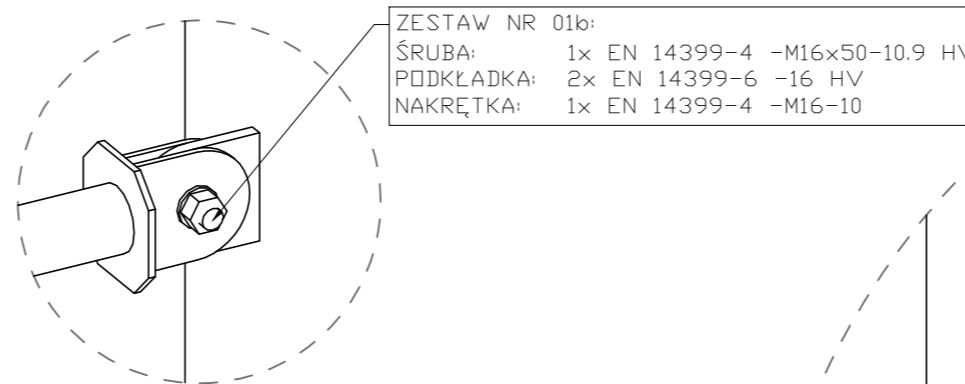 ZESTAW NR 01b:
ŚRUBA: 1x EN 14399-4 -M16x50-10.9 HV
PODKŁADKA: 2x EN 14399-6 -16 HV
NAKRĘTKA: 1x EN 14399-4 -M16-10